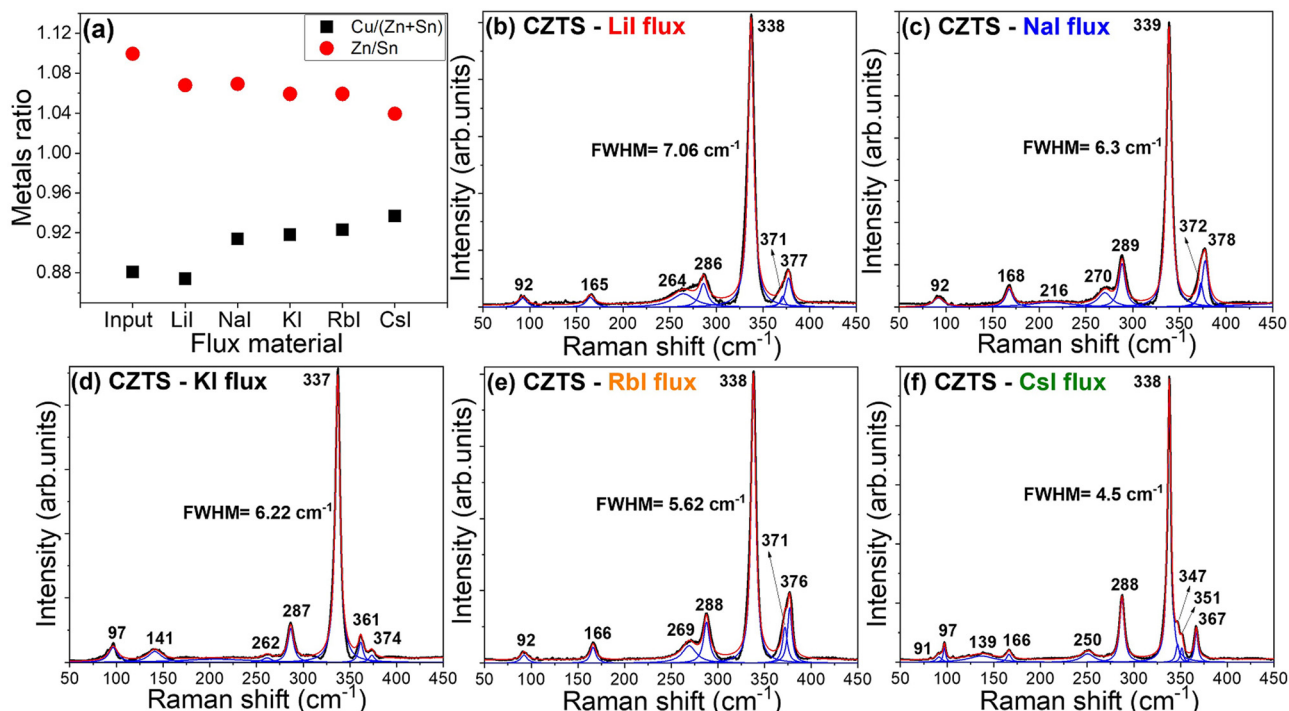 (a)
Cu/(Zn+Sn)
Zn/Sn
Metals ratio
1.12
1.08
1.04
1.00
0.96
0.92
0.88
Input LiI NaI KI RbI CsI
Flux material
(b) CZTS - LiI flux
338
FWHM= 7.06 cm⁻¹
371
377
286
264
165
92
Intensity (arb.units)
50 100 150 200 250 300 350 400 450
Raman shift (cm⁻¹)
(c) CZTS - NaI flux
339
FWHM= 6.3 cm⁻¹
372
378
289
270
216
168
92
Intensity (arb.units)
50 100 150 200 250 300 350 400 450
Raman shift (cm⁻¹)
(d) CZTS - KI flux
337
FWHM= 6.22 cm⁻¹
287
361
374
262
141
97
Intensity (arb.units)
50 100 150 200 250 300 350 400 450
Raman shift (cm⁻¹)
(e) CZTS - RbI flux
338
FWHM= 5.62 cm⁻¹
371
376
288
269
166
92
Intensity (arb.units)
50 100 150 200 250 300 350 400 450
Raman shift (cm⁻¹)
(f) CZTS - CsI flux
338
FWHM= 4.5 cm⁻¹
347
351
367
288
250
166
139
97
91
Intensity (arb.units)
50 100 150 200 250 300 350 400 450
Raman shift (cm⁻¹)